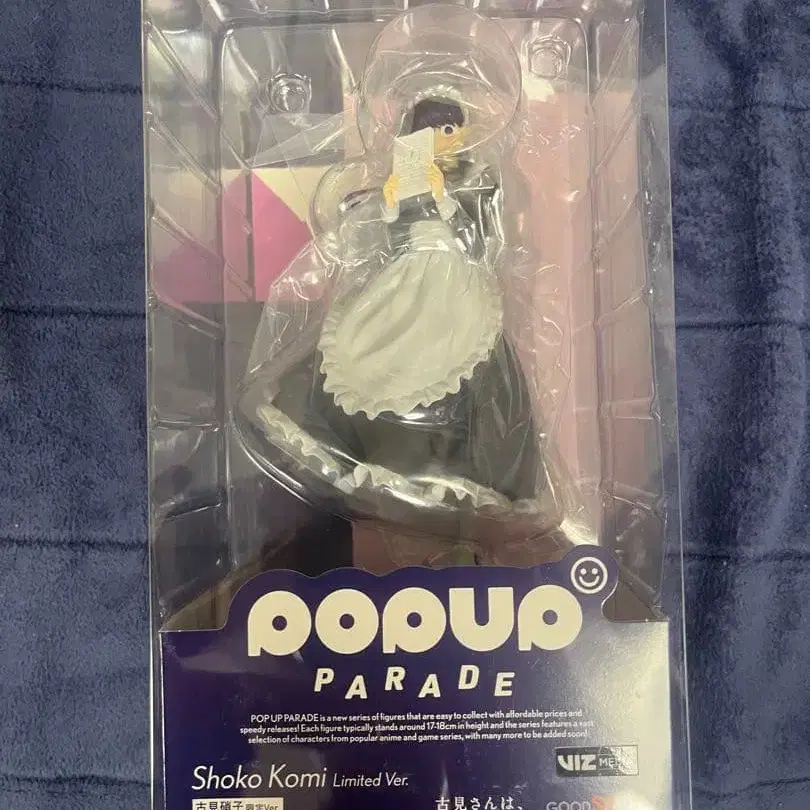 POPUP
PARADE
POP UP PARADE is a new series of figures that are easy to collect with affordable prices and
speedy releases! Each figure typically stands around 17-18cm in height and the series features a vast
selection of characters from popular anime and game series, with many more to be added soon!
VIZ MEDIA
Shoko Komi Limited Ver.
古見硝子 限定Ver.
古見さんは、
GOOD